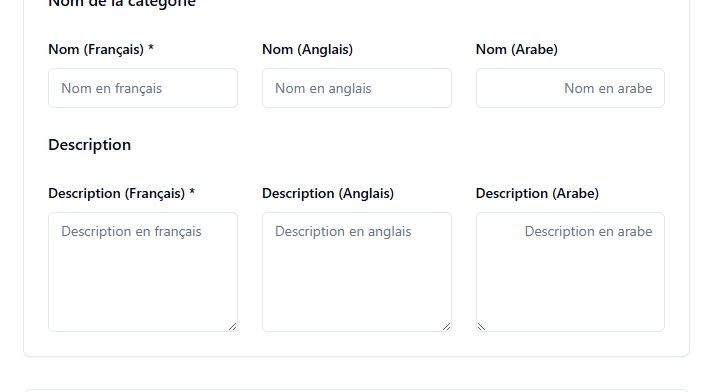 Nom de la catégorie
Nom (Français) *
Nom (Anglais)
Nom (Arabe)
Nom en français
Nom en anglais
Nom en arabe
Description
Description (Français) *
Description (Anglais)
Description (Arabe)
Description en français
Description en anglais
Description en arabe